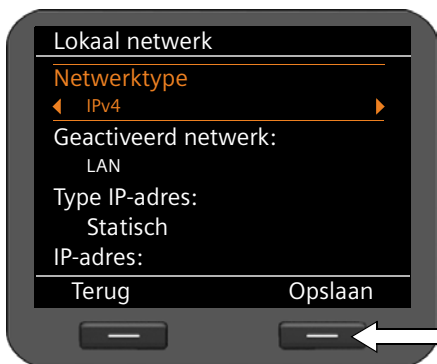 Lokaal netwerk
Netwerktype
IPv4
Geactiveerd netwerk:
LAN
Type IP-adres:
Statisch
IP-adres:
Terug Opslaan